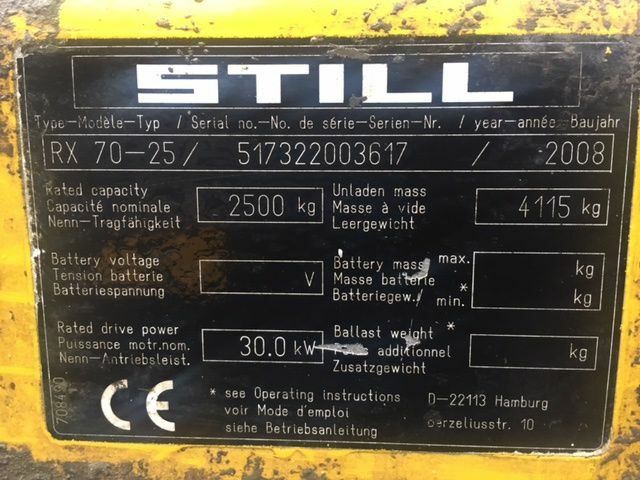 STILL
Type-Modèle-Typ / Serial no.-No. de série-Serien-Nr. / year-année-Baujahr
RX 70-25/ 517322003617 / 2008
Rated capacity
Capacité nominale
Nenn-Tragfähigkeit
2500 kg
Unladen mass
Masse à vide
Leergewicht
4115 kg
Battery voltage
Tension batterie
Batteriespannung
V
Battery mass max.
Masse batterie
Batteriegew. min. *
kg
kg
Rated drive power
Puissance motr.nom.
Nenn-Antriebsleist.
30.0 kW
Ballast weight *
additionnel
Zusatzgewicht
kg
CE
* see Operating instructions
voir Mode d'emploi
siehe Betriebsanleitung
D-22113 Hamburg
Berzeliusstr. 10